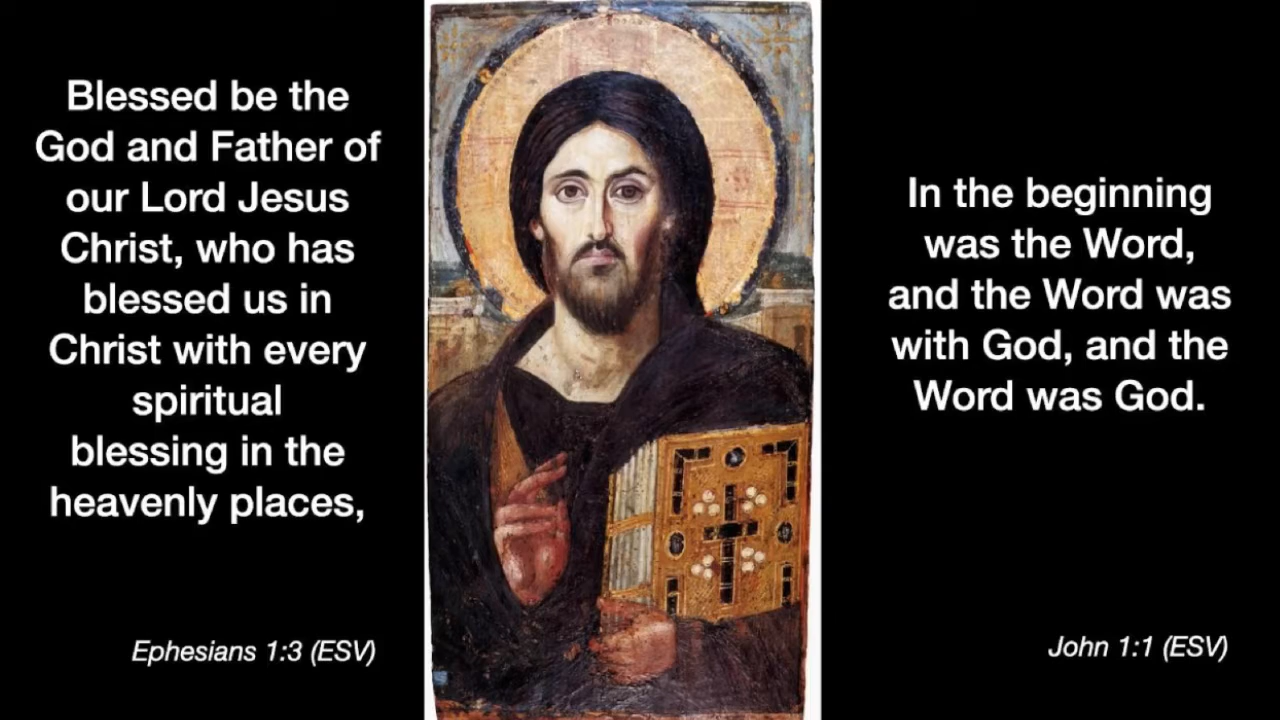 Blessed be the
God and Father of
our Lord Jesus
Christ, who has
blessed us in
Christ with every
spiritual
blessing in the
heavenly places,
Ephesians 1:3 (ESV)
In the beginning
was the Word,
and the Word was
with God, and the
Word was God.
John 1:1 (ESV)